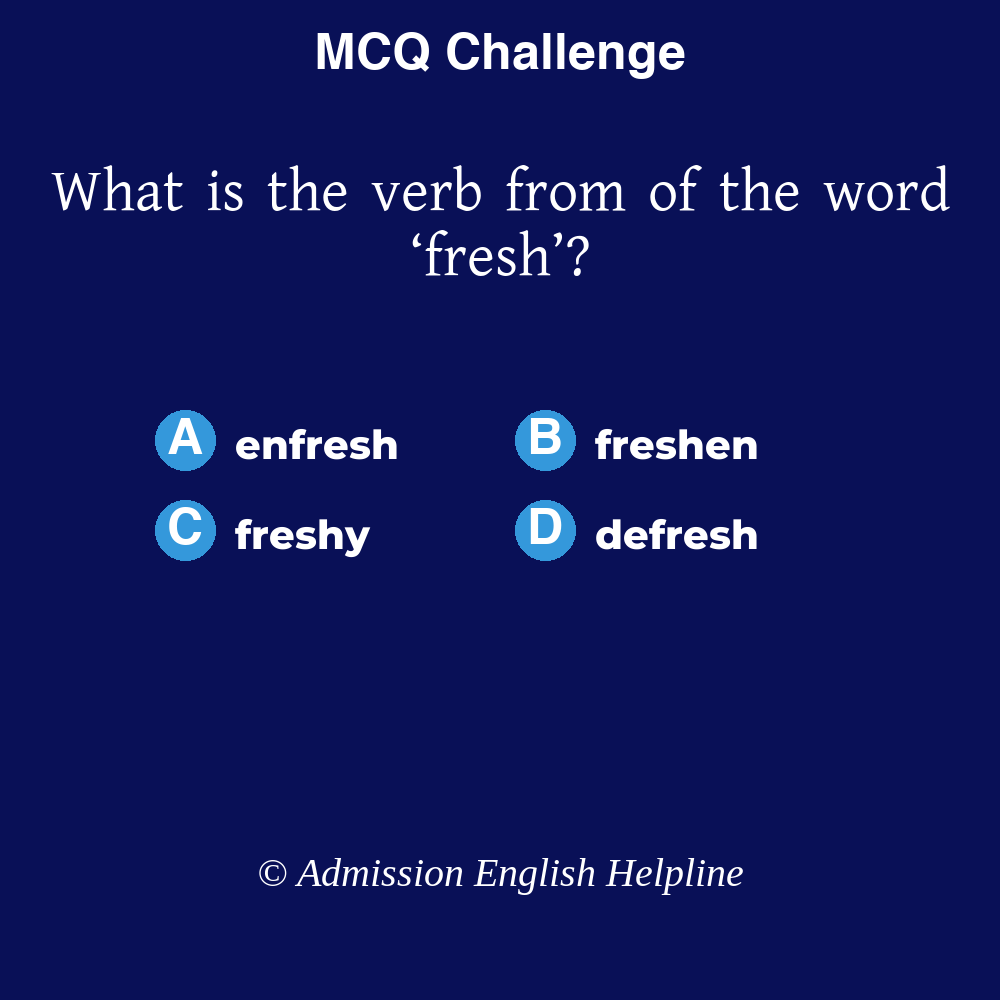 MCQ Challenge
What is the verb from of the word
‘fresh’?
A enfresh
B freshen
C freshy
D defresh
© Admission English Helpline